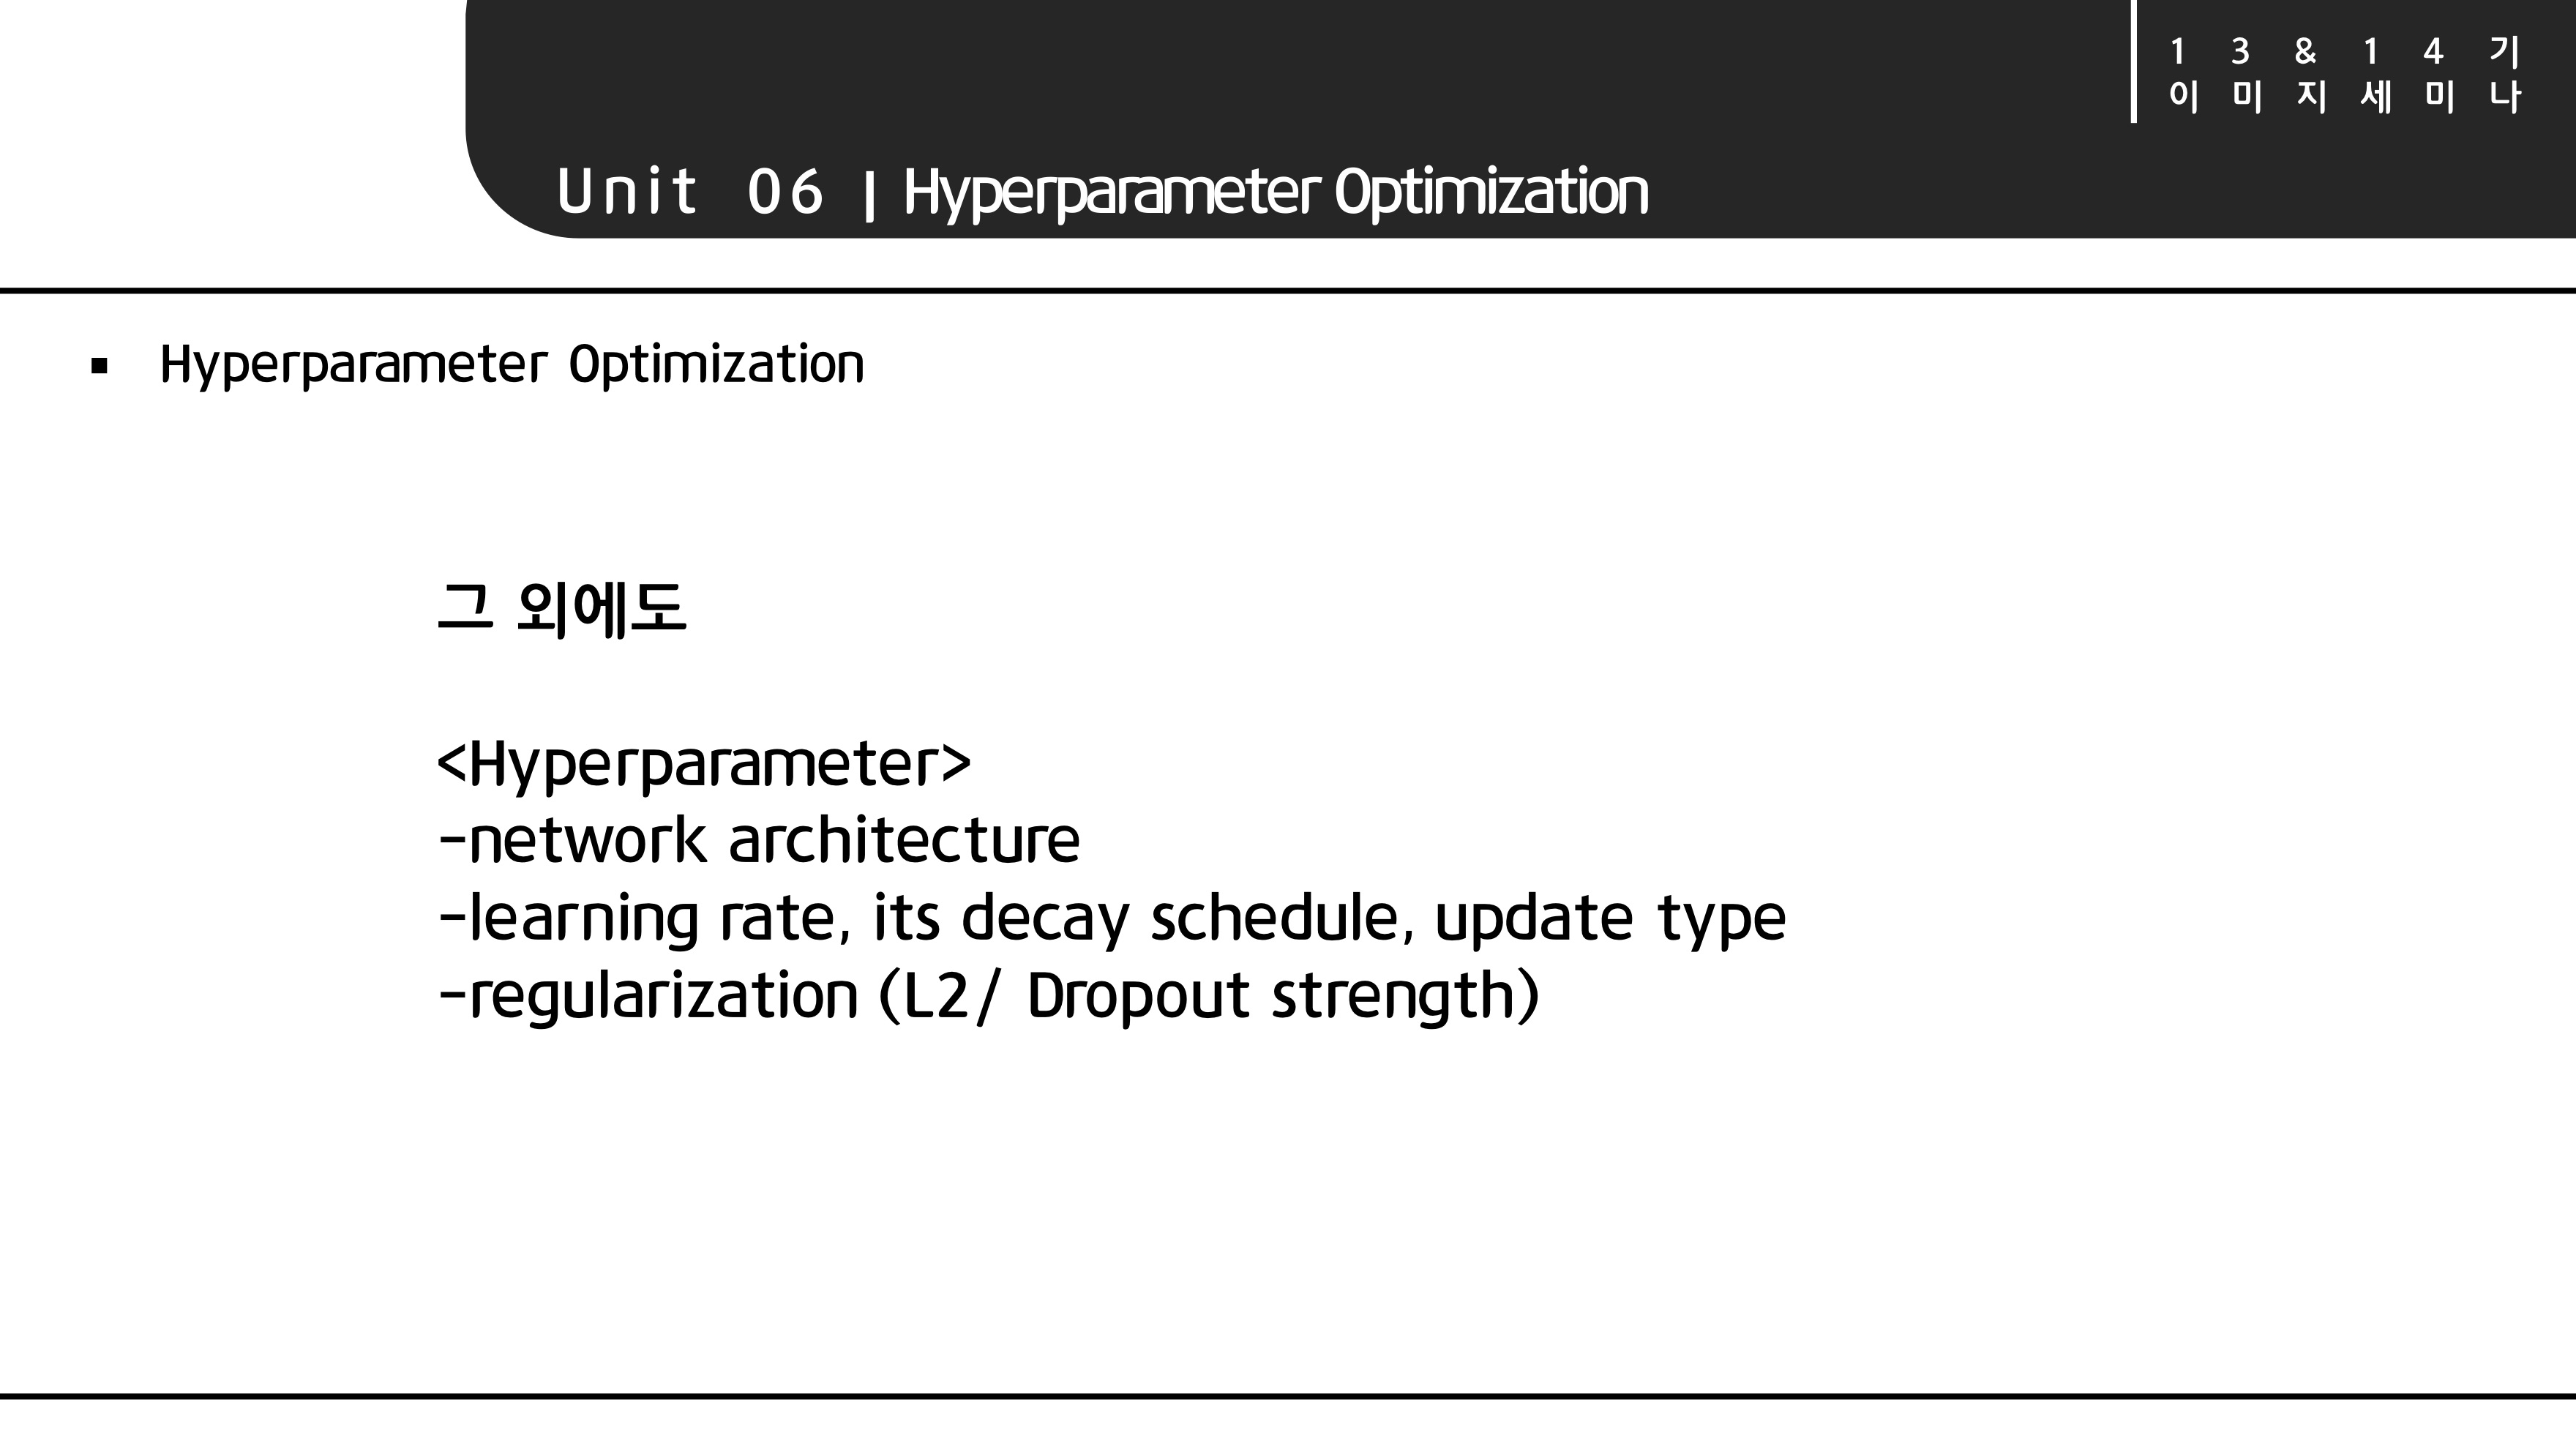 1 3 & 1 4 기
이 미 지 세 미 나
Unit 06 | Hyperparameter Optimization
▪ Hyperparameter Optimization
그 외에도
<Hyperparameter>
-network architecture
-learning rate, its decay schedule, update type
-regularization (L2/ Dropout strength)